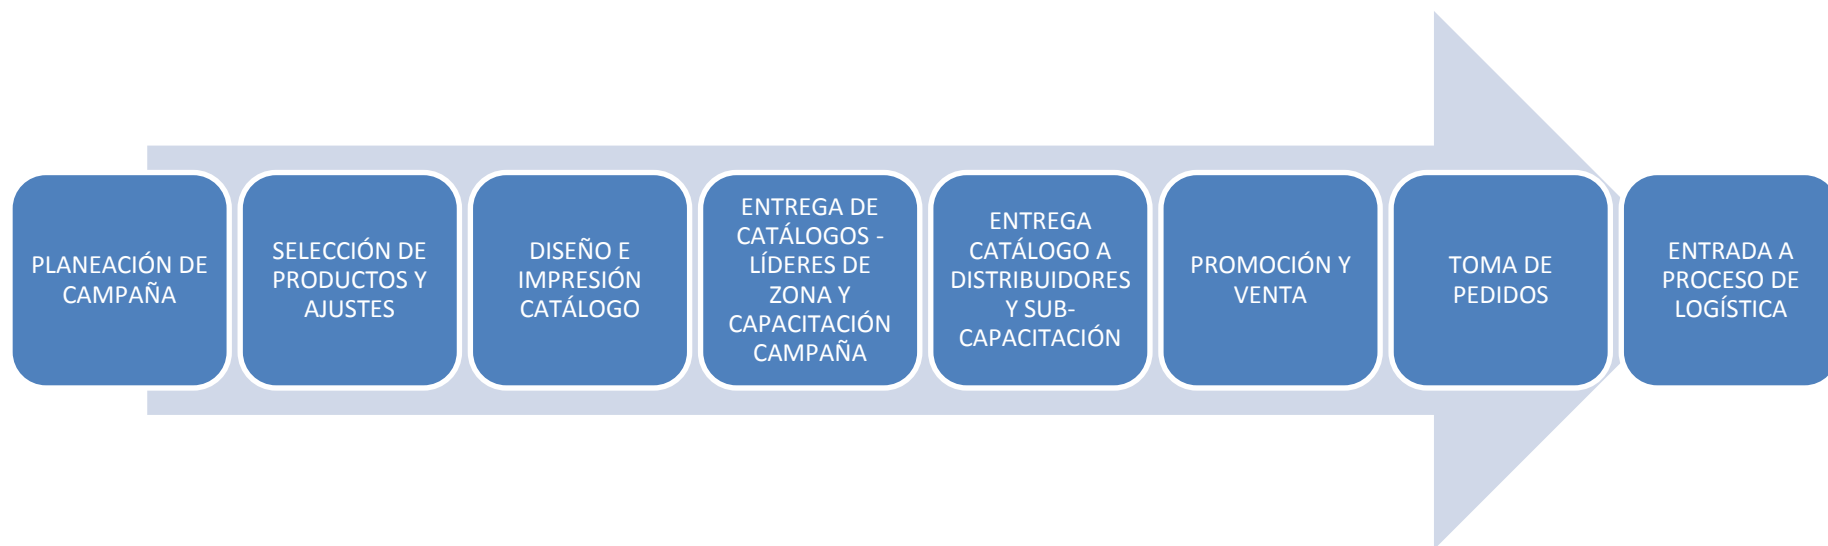 PLANEACIÓN DE
CAMPAÑA
SELECCIÓN DE
PRODUCTOS Y
AJUSTES
DISEÑO E
IMPRESIÓN
CATÁLOGO
ENTREGA DE
CATÁLOGOS -
LÍDERES DE
ZONA Y
CAPACITACIÓN
CAMPAÑA
ENTREGA
CATÁLOGO A
DISTRIBUIDORES
Y SUB-
CAPACITACIÓN
PROMOCIÓN Y
VENTA
TOMA DE
PEDIDOS
ENTRADA A
PROCESO DE
LOGÍSTICA